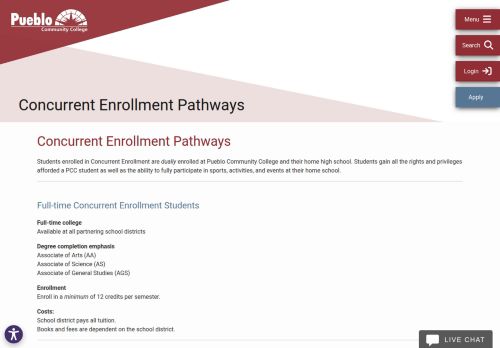 Pueblo
Community College
Menu
Search
Login
Apply
Concurrent Enrollment Pathways
Concurrent Enrollment Pathways
Students enrolled in Concurrent Enrollment are dually enrolled at Pueblo Community College and their home high school. Students gain all the rights and privileges
afforded a PCC student as well as the ability to fully participate in sports, activities, and events at their home school.
Full-time Concurrent Enrollment Students
Full-time college
Available at all partnering school districts
Degree completion emphasis
Associate of Arts (AA)
Associate of Science (AS)
Associate of General Studies (AGS)
Enrollment
Enroll in a minimum of 12 credits per semester.
Costs:
School district pays all tuition.
Books and fees are dependent on the school district.
LIVE CHAT